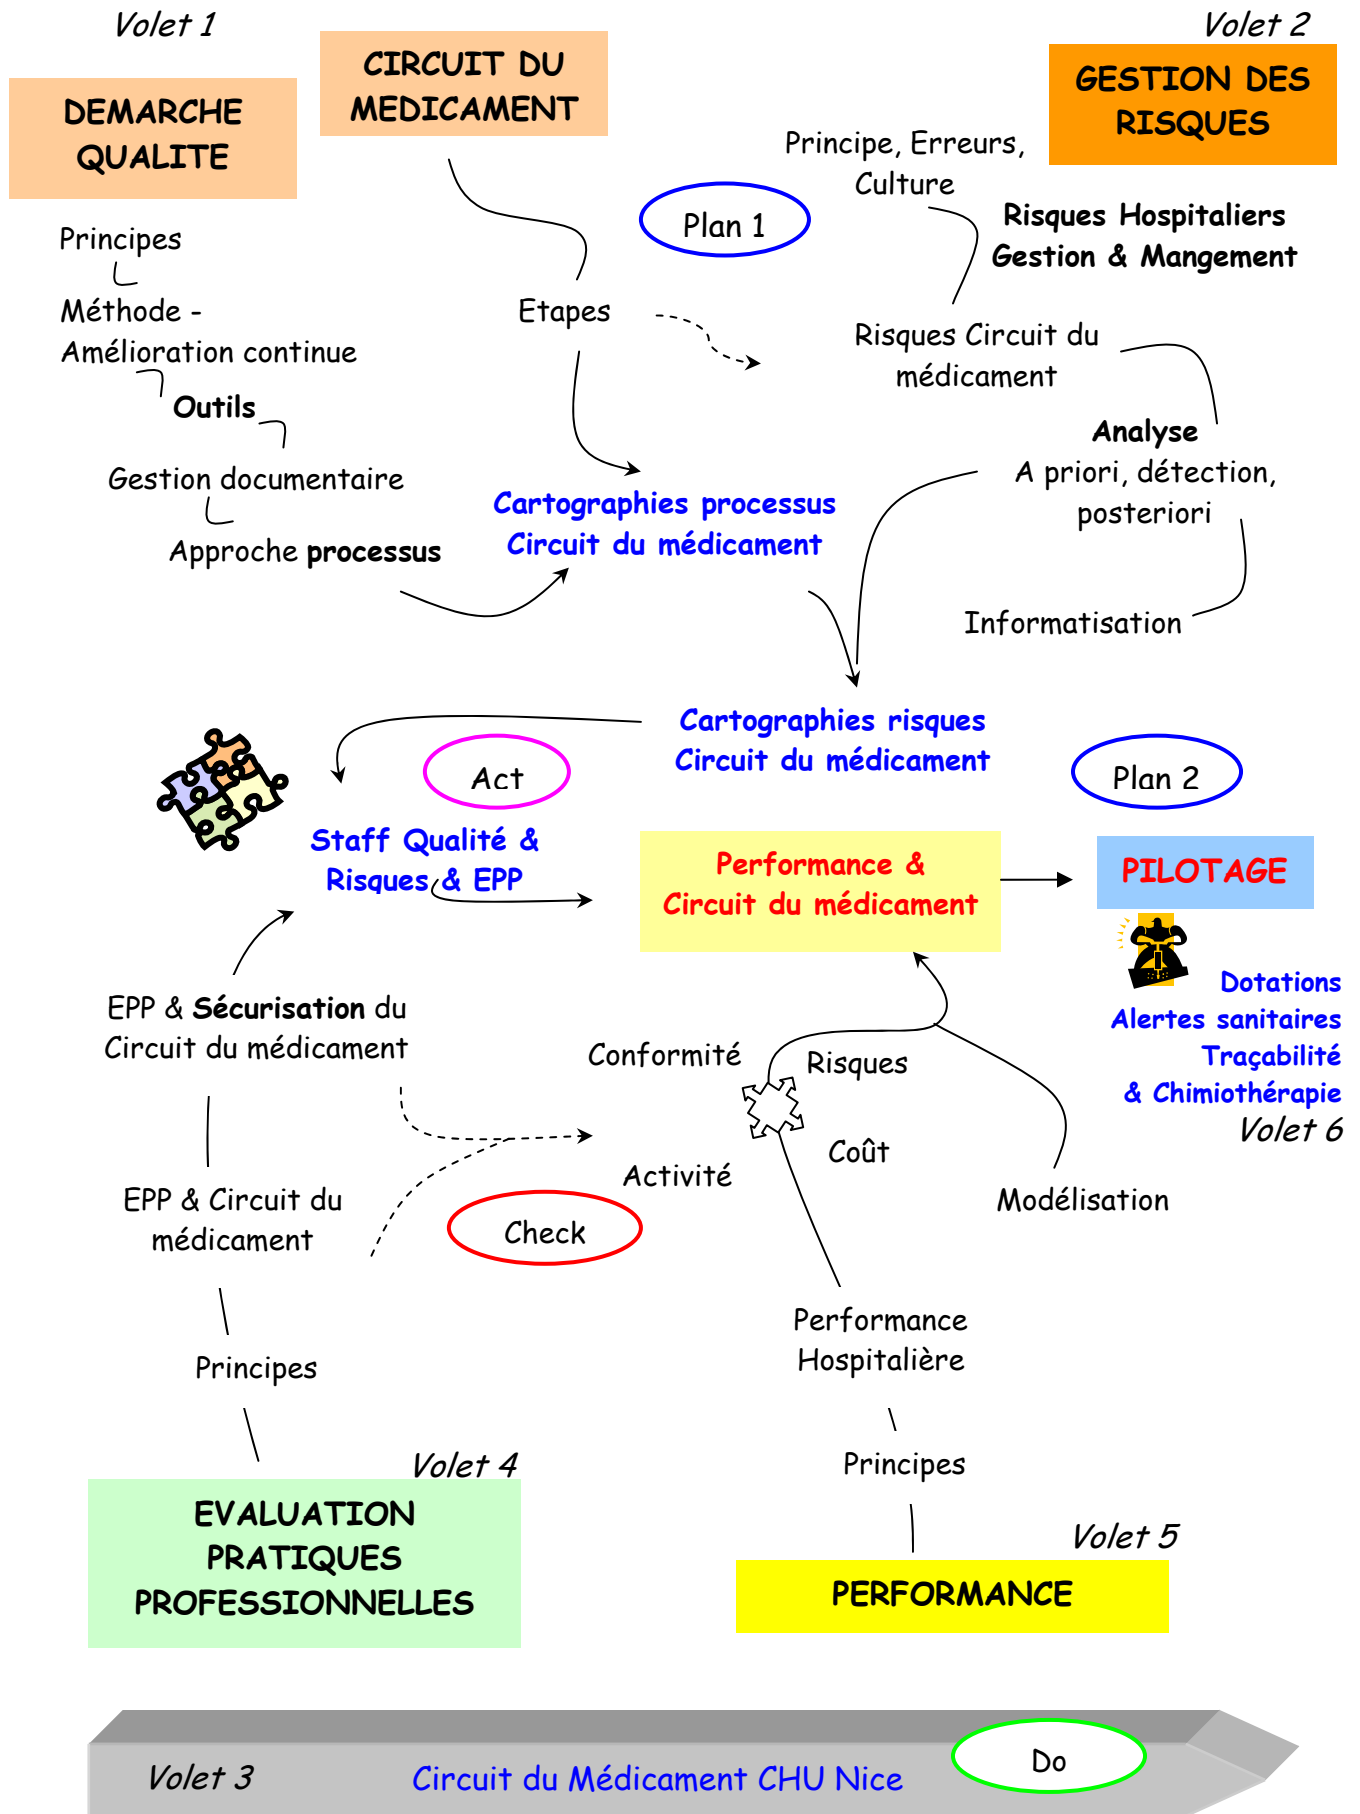 Volet 1
Volet 2
CIRCUIT DU
MEDICAMENT
GESTION DES
RISQUES
DEMARCHE
QUALITE
Principe, Erreurs,
Culture
Plan 1
Risques Hospitaliers
Gestion & Mangement
Principes
Méthode -
Amélioration continue
Etapes
Risques Circuit du
médicament
Outils
Analyse
A priori, détection,
posteriori
Gestion documentaire
Cartographies processus
Circuit du médicament
Approche processus
Informatisation
Cartographies risques
Circuit du médicament
Act
Plan 2
Staff Qualité &
Risques & EPP
Performance &
Circuit du médicament
PILOTAGE
Dotations
Alertes sanitaires
Traçabilité
& Chimiothérapie
Volet 6
EPP & Sécurisation du
Circuit du médicament
Conformité
Risques
Coût
Activité
Modélisation
EPP & Circuit du
médicament
Check
Performance
Hospitalière
Principes
Principes
Volet 4
EVALUATION
PRATIQUES
PROFESSIONNELLES
Volet 5
PERFORMANCE
Volet 3
Circuit du Médicament CHU Nice
Do